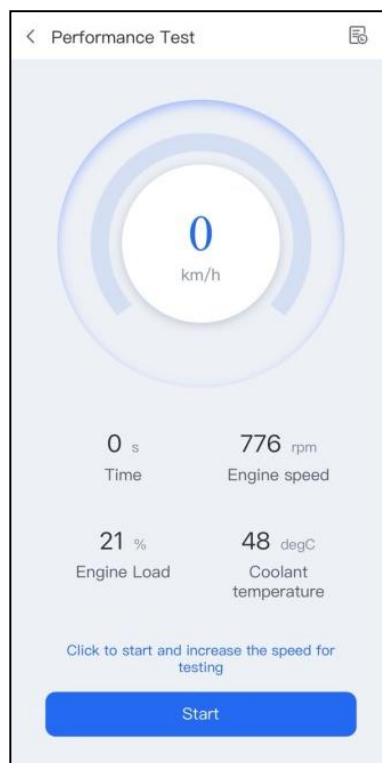 Performance Test
0
km/h
0 s
776 rpm
Time
Engine speed
21 %
48 degC
Engine Load
Coolant
temperature
Click to start and increase the speed for
testing
Start